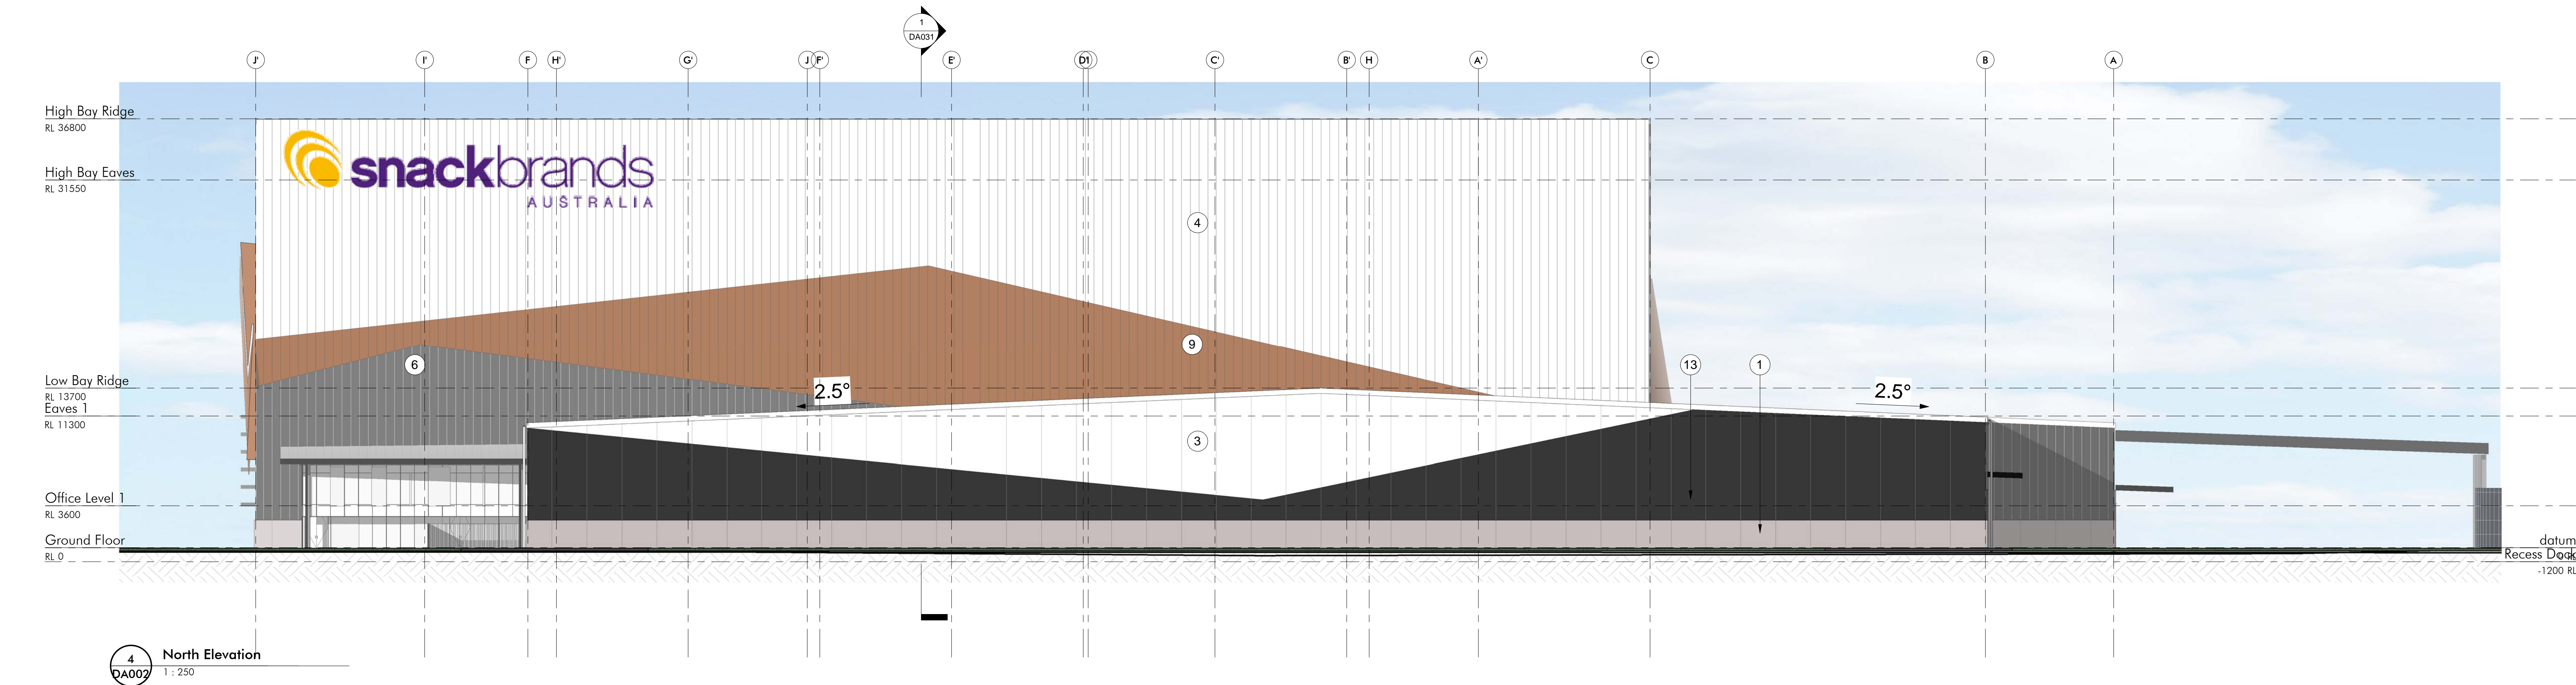 1
DA031
J'
I'
F
H'
G'
J
F'
E'
D'
C'
B'
H
A'
C
B
A
High Bay Ridge
RL 36800
snackbrands
AUSTRALIA
High Bay Eaves
RL 31550
4
9
6
13
1
Low Bay Ridge
RL 13700
2.5°
2.5°
Eaves 1
RL 11300
3
Office Level 1
RL 3600
Ground Floor
RL 0
datum
Recess Dock
-1200 RL
4
DA002
North Elevation
1 : 250